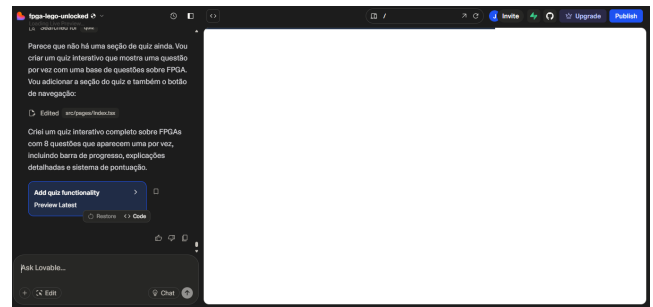 fpga-lego-unlocked
Loading Live Preview...
/
Invite
Upgrade
Publish
Searched for quiz
Parece que não há uma seção de quiz ainda. Vou
criar um quiz interativo que mostra uma questão
por vez com uma base de questões sobre FPGA.
Vou adicionar a seção do quiz e também o botão
de navegação:
Edited src/pages/Index.tsx
Criei um quiz interativo completo sobre FPGAs
com 8 questões que aparecem uma por vez,
incluindo barra de progresso, explicações
detalhadas e sistema de pontuação.
Add quiz functionality
Preview Latest
Restore <> Code
Ask Lovable...
+ Edit Chat